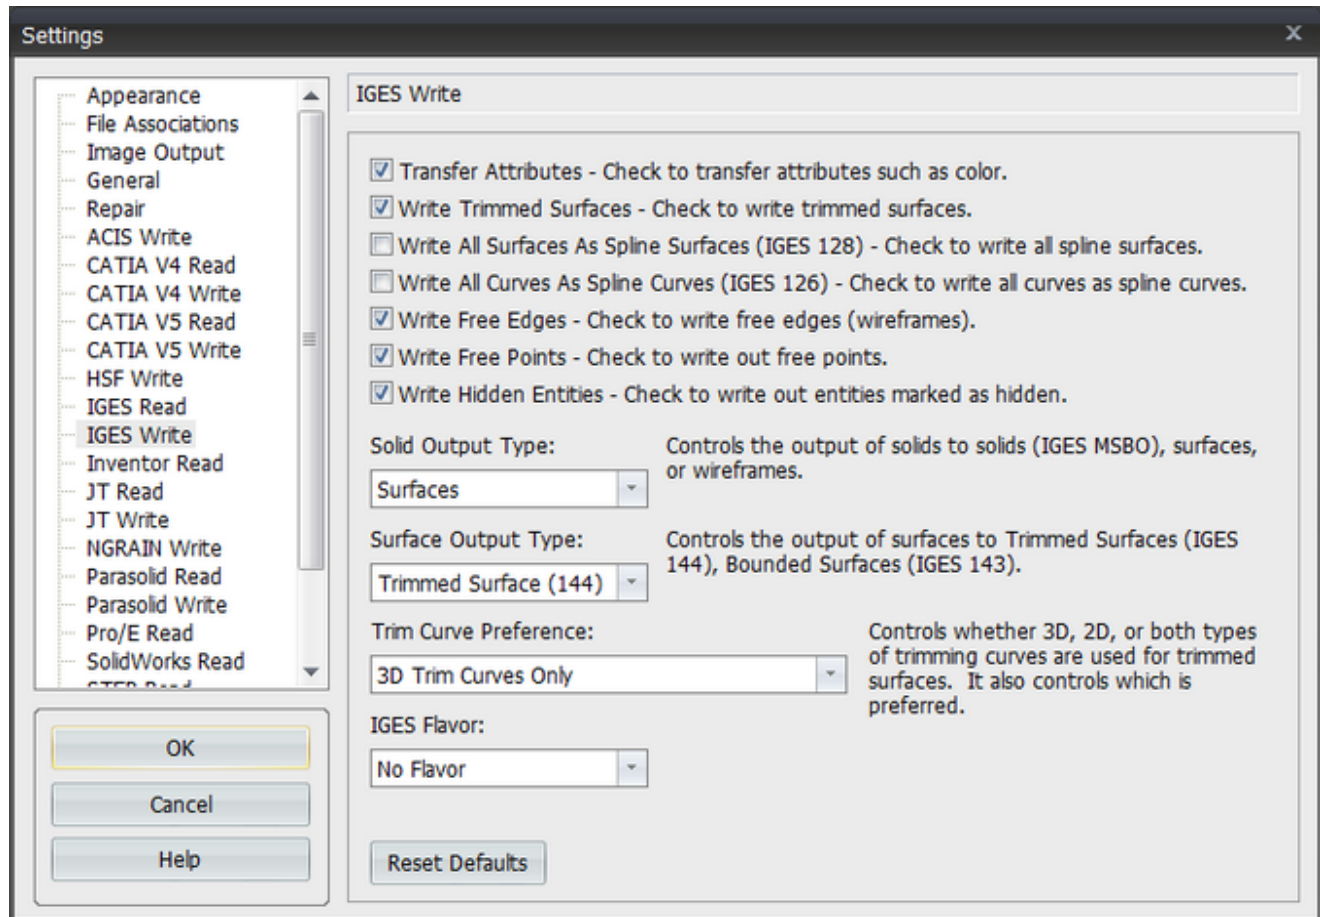 Settings
x
Appearance
File Associations
Image Output
General
Repair
ACIS Write
CATIA V4 Read
CATIA V4 Write
CATIA V5 Read
CATIA V5 Write
HSF Write
IGES Read
IGES Write
Inventor Read
JT Read
JT Write
NGRAIN Write
Parasolid Read
Parasolid Write
Pro/E Read
SolidWorks Read
STEP Read
OK
Cancel
Help
IGES Write
Transfer Attributes - Check to transfer attributes such as color.
Write Trimmed Surfaces - Check to write trimmed surfaces.
Write All Surfaces As Spline Surfaces (IGES 128) - Check to write all spline surfaces.
Write All Curves As Spline Curves (IGES 126) - Check to write all curves as spline curves.
Write Free Edges - Check to write free edges (wireframes).
Write Free Points - Check to write out free points.
Write Hidden Entities - Check to write out entities marked as hidden.
Solid Output Type:
Surfaces
Controls the output of solids to solids (IGES MSBO), surfaces,
or wireframes.
Surface Output Type:
Trimmed Surface (144)
Controls the output of surfaces to Trimmed Surfaces (IGES
144), Bounded Surfaces (IGES 143).
Trim Curve Preference:
3D Trim Curves Only
Controls whether 3D, 2D, or both types
of trimming curves are used for trimmed
surfaces. It also controls which is
preferred.
IGES Flavor:
No Flavor
Reset Defaults